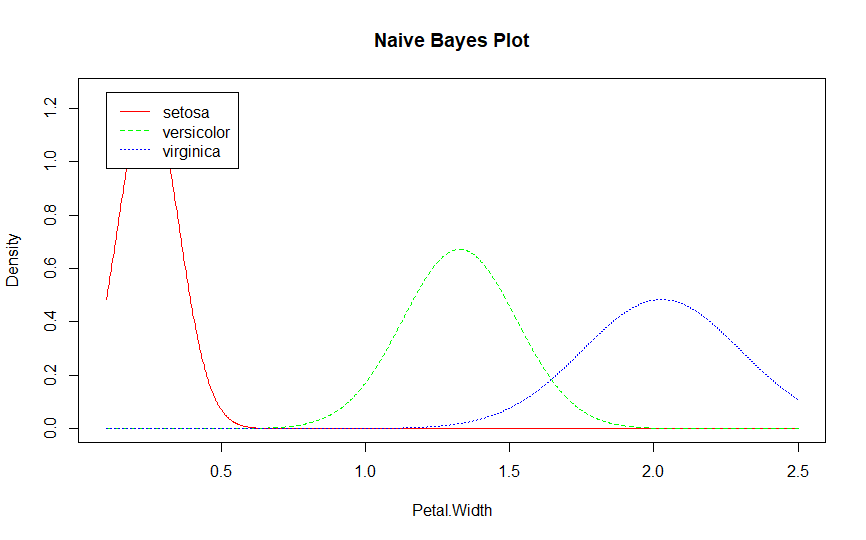 Naive Bayes Plot
1.2
1.0
0.8
0.6
0.4
0.2
0.0
Density
setosa
versicolor
virginica
0.5 1.0 1.5 2.0 2.5
Petal.Width